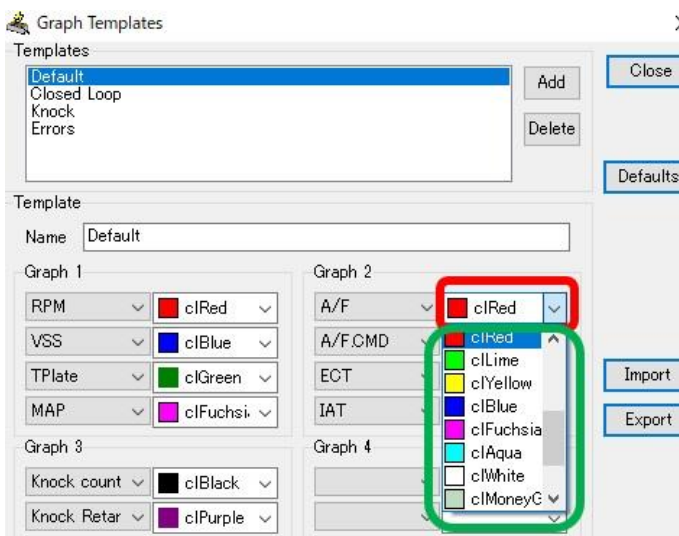 Graph Templates
Templates
Default
Closed Loop
Knock
Errors
Add
Delete
Close
Defaults
Template
Name Default
Graph 1
RPM clRed
VSS clBlue
TPlate clGreen
MAP clFuchsi
Graph 2
A/F clRed
A/F.CMD
ECT
IAT
clRed
clLime
clYellow
clBlue
clFuchsia
clAqua
clWhite
clMoneyG
Import
Export
Graph 3
Knock count clBlack
Knock Retar clPurple
Graph 4